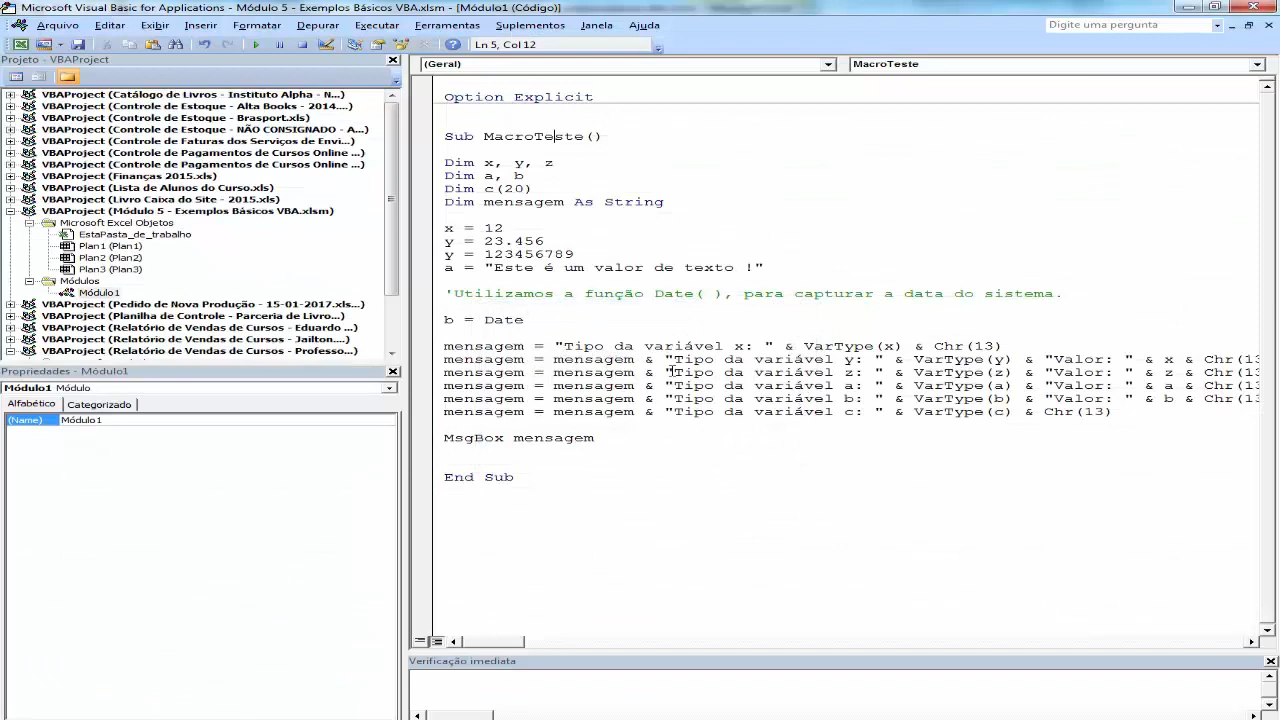 Microsoft Visual Basic for Applications - Módulo 5 - Exemplos Básicos VBA.xlsm - [Módulo1 (Código)]
Arquivo Editar Exibir Inserir Formatar Depurar Executar Ferramentas Suplementos Janela Ajuda
Digite uma pergunta
Ln 5, Col 12
Projeto - VBAProject
VBAProject (Catálogo de Livros - Instituto Alpha - N...)
VBAProject (Controle de Estoque - Alta Books - 2014....)
VBAProject (Controle de Estoque - Brasport.xls)
VBAProject (Controle de Estoque - NÃO CONSIGNADO - A...)
VBAProject (Controle de Faturas dos Serviços de Envi...)
VBAProject (Controle de Pagamentos de Cursos Online ...)
VBAProject (Controle de Pagamentos de Cursos Online ...)
VBAProject (Finanças 2015.xls)
VBAProject (Lista de Alunos do Curso.xls)
VBAProject (Livro Caixa do Site - 2015.xls)
VBAProject (Módulo 5 - Exemplos Básicos VBA.xlsm)
Microsoft Excel Objetos
EstaPasta_de_trabalho
Plan1 (Plan1)
Plan2 (Plan2)
Plan3 (Plan3)
Módulos
Módulo1
VBAProject (Pedido de Nova Produção - 15-01-2017.xls...)
VBAProject (Planilha de Controle - Parceria de Livro...)
VBAProject (Relatório de Vendas de Cursos - Eduardo ...)
VBAProject (Relatório de Vendas de Cursos - Jailton....)
VBAProject (Relatório de Vendas de Cursos - Professo...)
Propriedades - Módulo1
Módulo1 Módulo
Alfabético Categorizado
(Name) Módulo1
(Geral) MacroTeste
Option Explicit
Sub MacroTeste()
Dim x, y, z
Dim a, b
Dim c(20)
Dim mensagem As String
x = 12
y = 23.456
y = 123456789
a = "Este é um valor de texto !"
'Utilizamos a função Date( ), para capturar a data do sistema.
b = Date
mensagem = "Tipo da variável x: " & VarType(x) & Chr(13)
mensagem = mensagem & "Tipo da variável y: " & VarType(y) & "Valor: " & x & Chr(13
mensagem = mensagem & "Tipo da variável z: " & VarType(z) & "Valor: " & z & Chr(13
mensagem = mensagem & "Tipo da variável a: " & VarType(a) & "Valor: " & a & Chr(13
mensagem = mensagem & "Tipo da variável b: " & VarType(b) & "Valor: " & b & Chr(13
mensagem = mensagem & "Tipo da variável c: " & VarType(c) & Chr(13)
MsgBox mensagem
End Sub
Verificação imediata